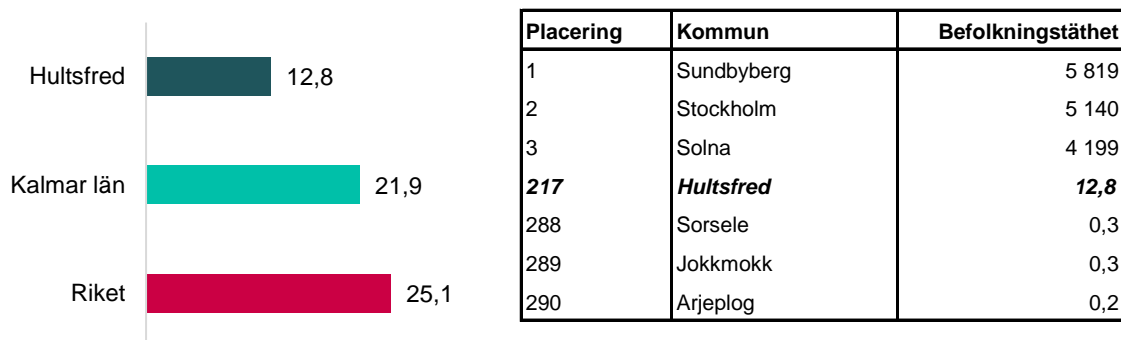 Hultsfred 12,8
Kalmar län 21,9
Riket 25,1
Placering Kommun Befolkningstäthet
1 Sundbyberg 5 819
2 Stockholm 5 140
3 Solna 4 199
217 Hultsfred 12,8
288 Sorsele 0,3
289 Jokkmokk 0,3
290 Arjeplog 0,2